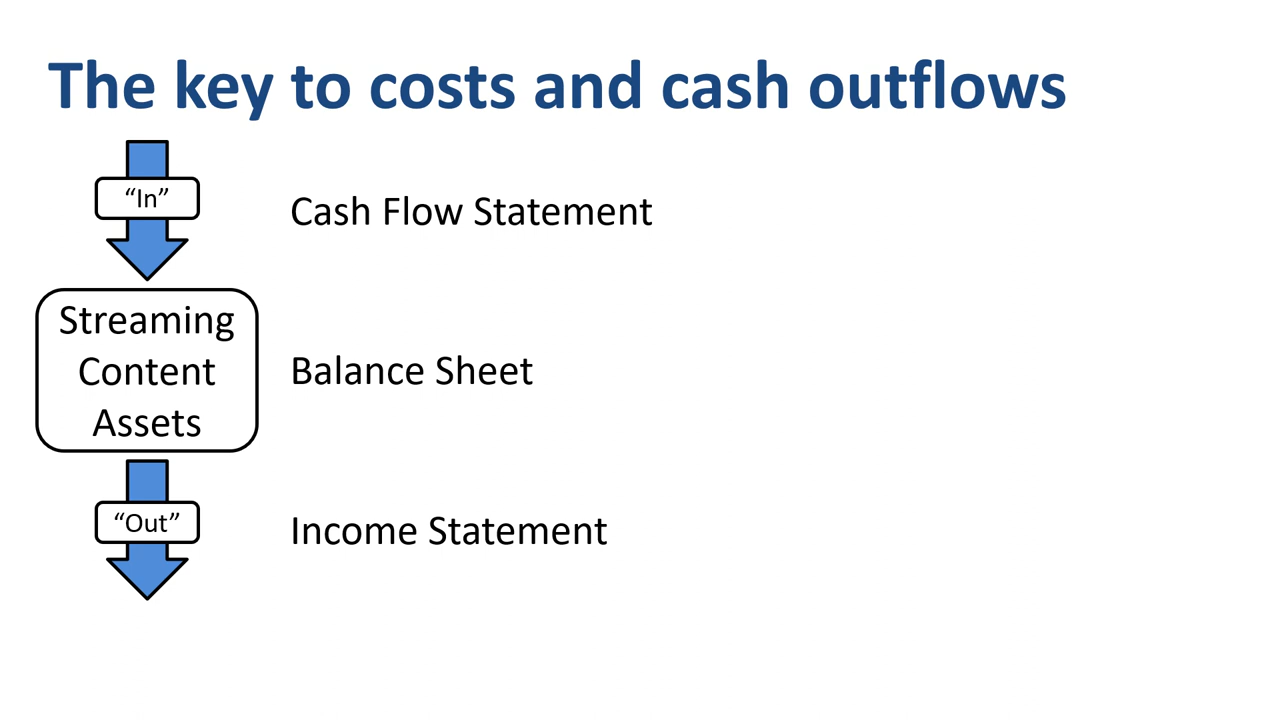 The key to costs and cash outflows
“In”
Cash Flow Statement
Streaming
Content
Assets
Balance Sheet
“Out”
Income Statement